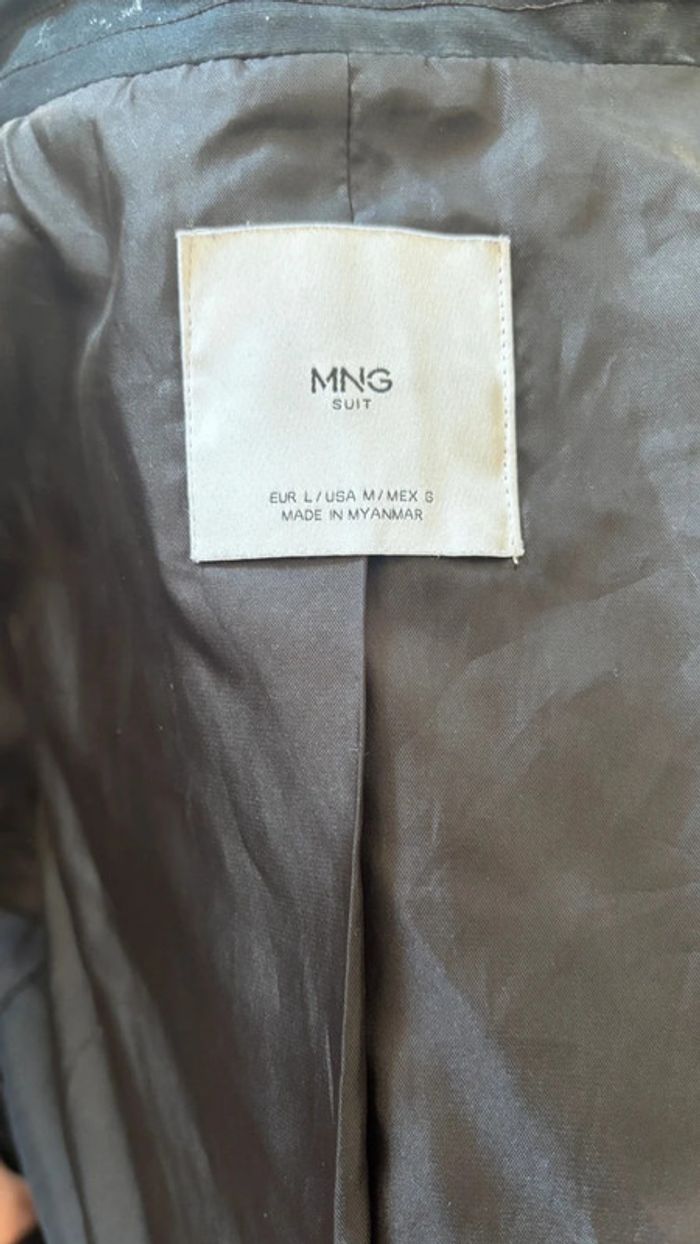 MNG
SUIT
EUR L/USA M/MEX G
MADE IN MYANMAR